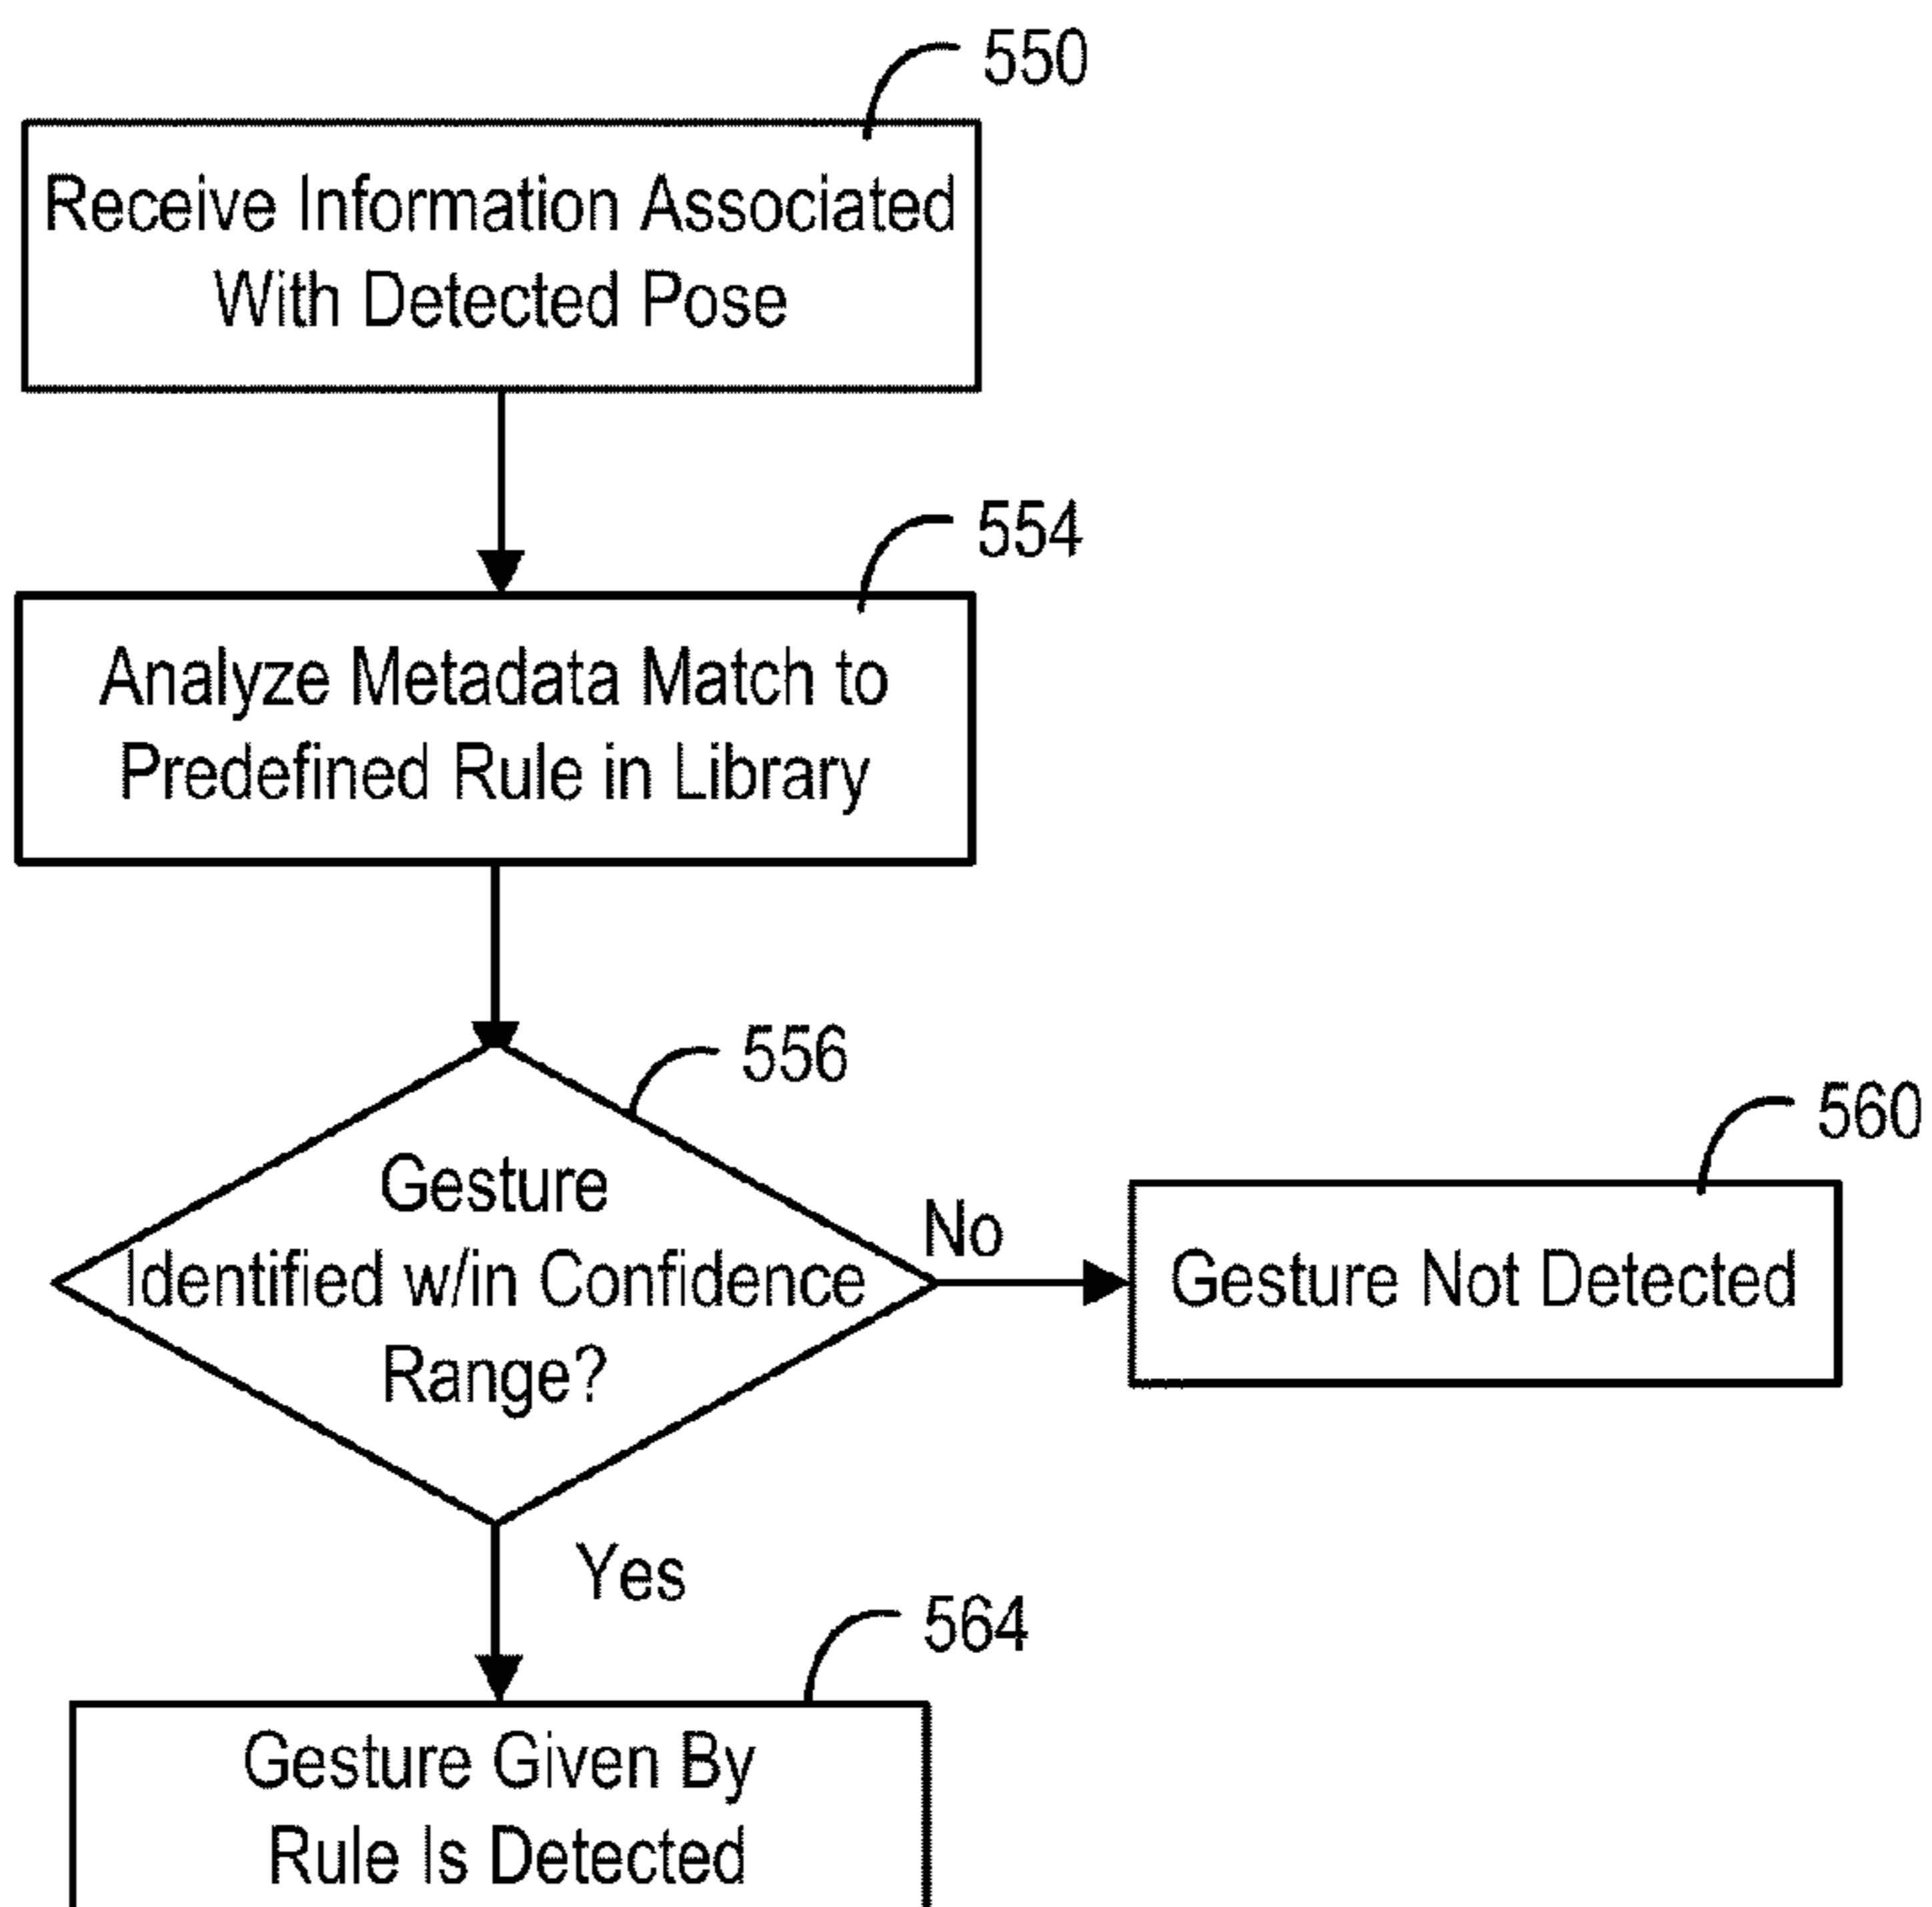 550
Receive Information Associated
With Detected Pose
554
Analyze Metadata Match to
Predefined Rule in Library
556
Gesture
Identified w/in Confidence
Range?
No
560
Gesture Not Detected
Yes
564
Gesture Given By
Rule Is Detected